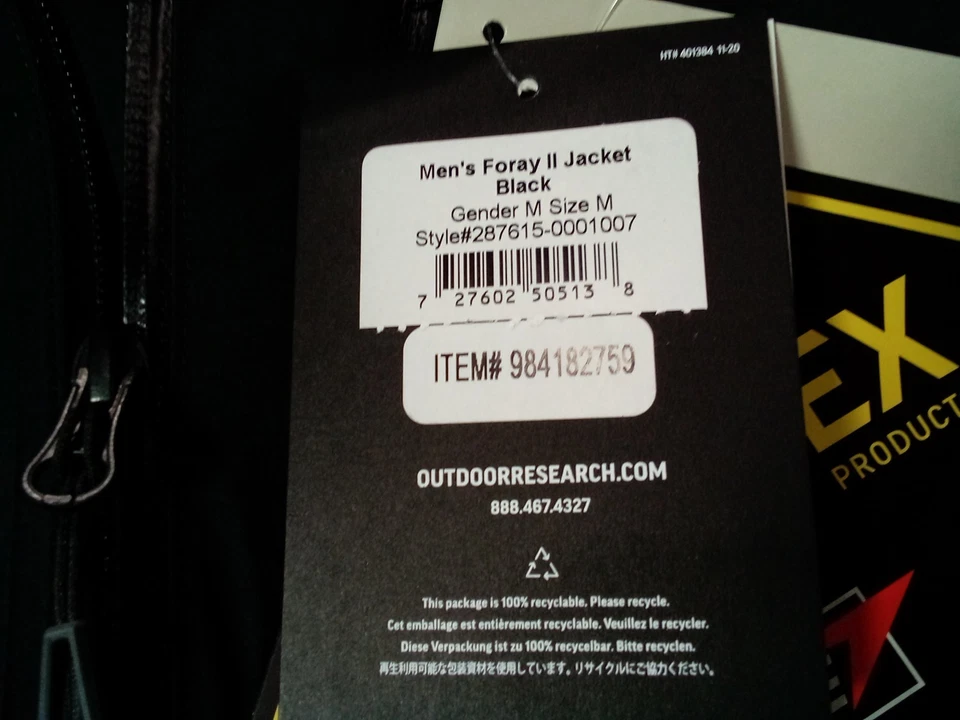 HT# 401384 11-20
Men's Foray II Jacket
Black
Gender M Size M
Style#287615-0001007
7 27602 50513 8
ITEM# 984182759
OUTDOORRESEARCH.COM
888.467.4327
This package is 100% recyclable. Please recycle.
Cet emballage est entièrement recyclable. Veuillez le recycler.
Diese Verpackung ist zu 100% recycelbar. Bitte recyclen.
再生利用可能な包装資材を使用しています。リサイクルにご協力ください。
EX
PRODUCT